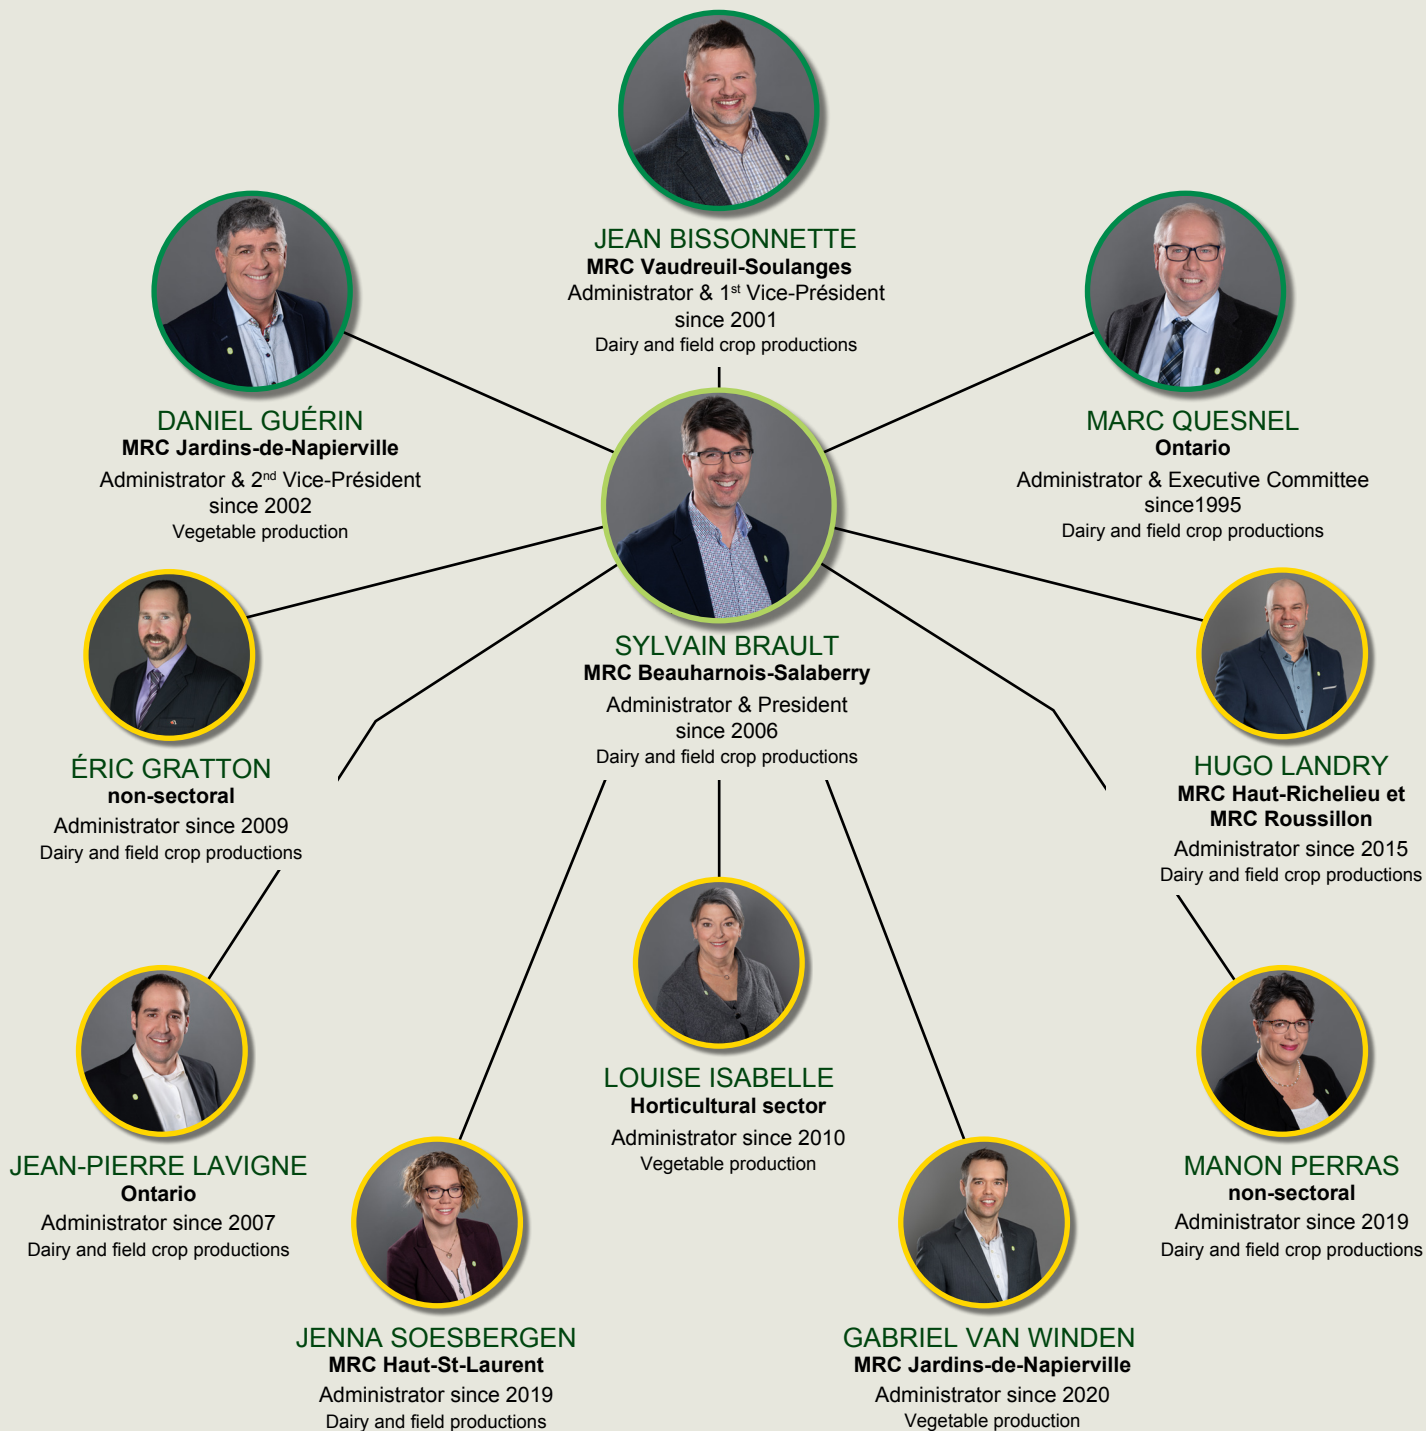 JEAN BISSONNETTE
MRC Vaudreuil-Soulanges
Administrator & 1st Vice-Président
since 2001
Dairy and field crop productions
DANIEL GUÉRIN
MRC Jardins-de-Napierville
Administrator & 2nd Vice-Président
since 2002
Vegetable production
MARC QUESNEL
Ontario
Administrator & Executive Committee
since1995
Dairy and field crop productions
SYLVAIN BRAULT
MRC Beauharnois-Salaberry
Administrator & President
since 2006
Dairy and field crop productions
ÉRIC GRATTON
non-sectoral
Administrator since 2009
Dairy and field crop productions
HUGO LANDRY
MRC Haut-Richelieu et
MRC Roussillon
Administrator since 2015
Dairy and field crop productions
JEAN-PIERRE LAVIGNE
Ontario
Administrator since 2007
Dairy and field crop productions
LOUISE ISABELLE
Horticultural sector
Administrator since 2010
Vegetable production
MANON PERRAS
non-sectoral
Administrator since 2019
Dairy and field crop productions
JENNA SOESBERGEN
MRC Haut-St-Laurent
Administrator since 2019
Dairy and field productions
GABRIEL VAN WINDEN
MRC Jardins-de-Napierville
Administrator since 2020
Vegetable production